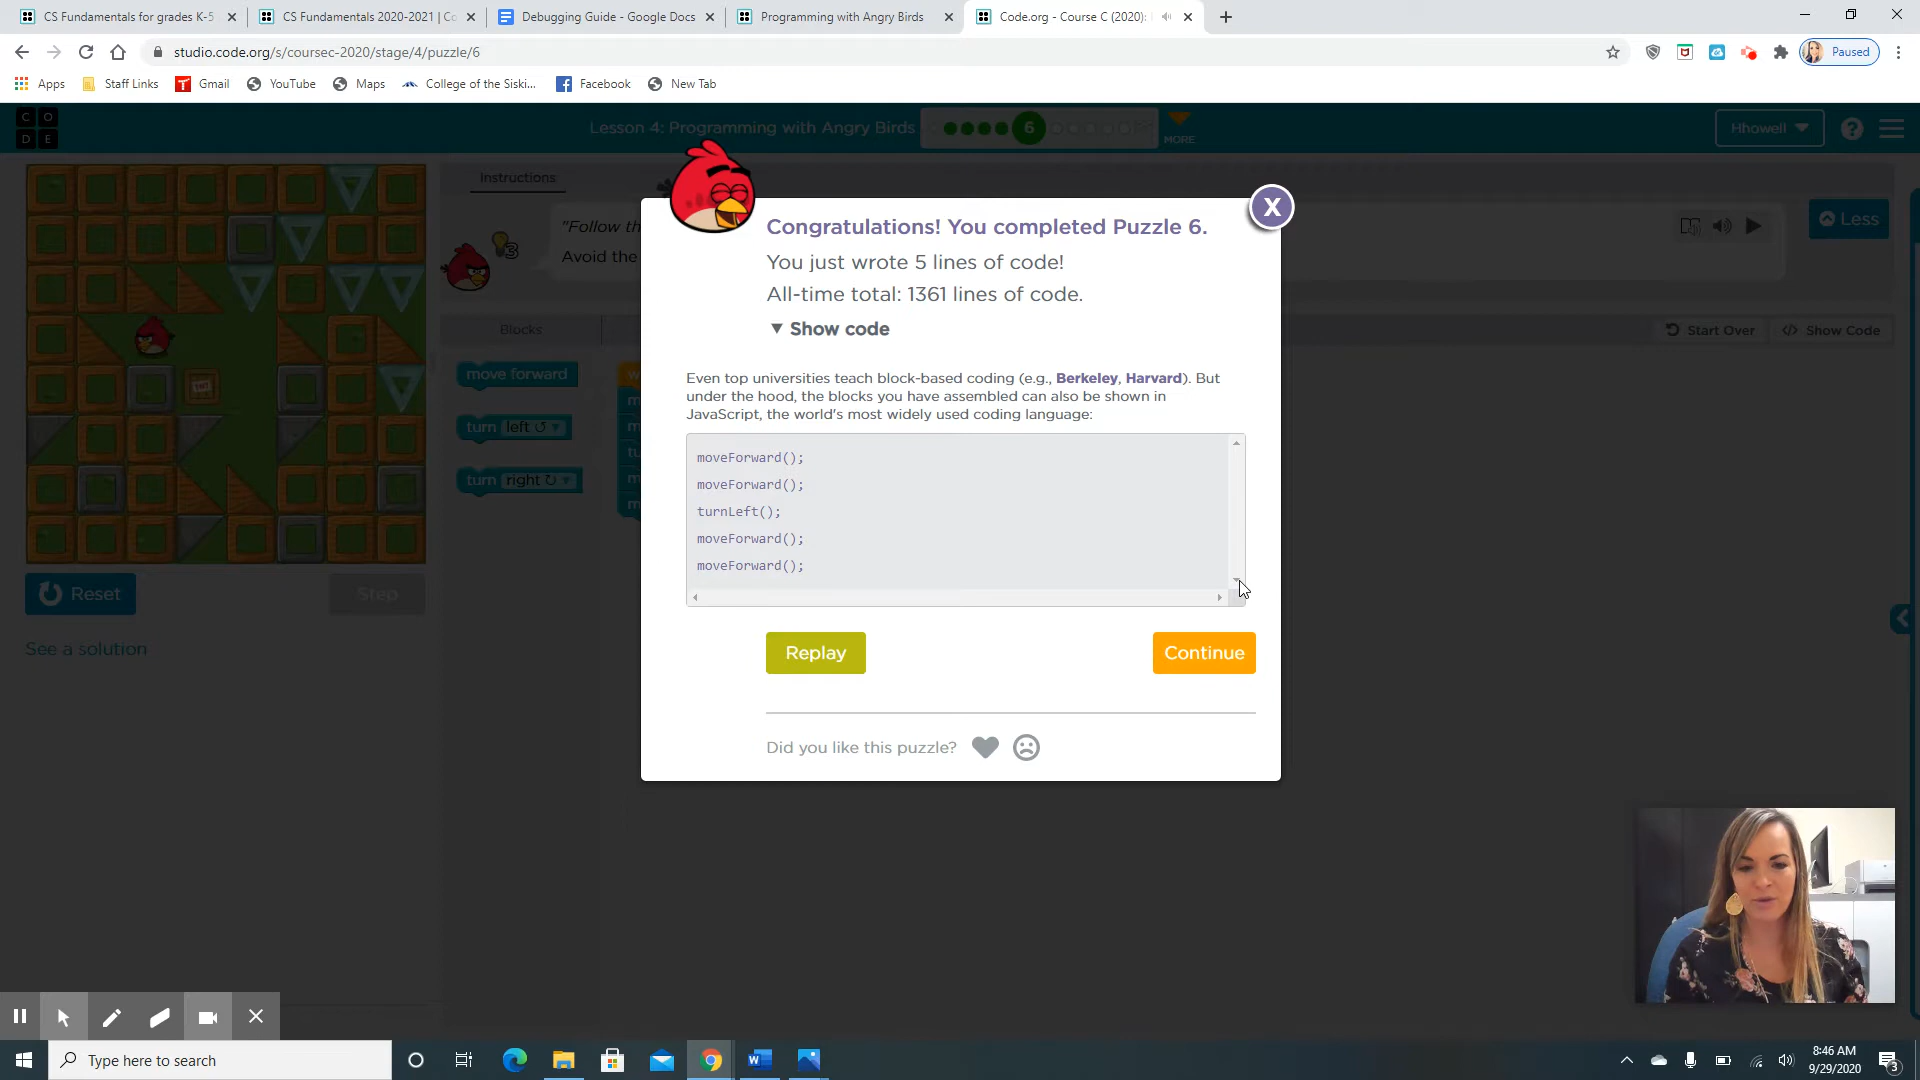 CS Fundamentals for grades K-5
CS Fundamentals 2020-2021 | Co
Debugging Guide - Google Docs
Programming with Angry Birds
Code.org - Course C (2020):
studio.code.org/s/coursec-2020/stage/4/puzzle/6
Paused
Apps
Staff Links
Gmail
YouTube
Maps
College of the Siski...
Facebook
New Tab
C O
D E
Lesson 4: Programming with Angry Birds
6
MORE
Hhowell
?
Instructions
"Follow th
Avoid the
3
Less
Blocks
Start Over
Show Code
move forward
turn left
turn right
TNT
Reset
Step
See a solution
X
Congratulations! You completed Puzzle 6.
You just wrote 5 lines of code!
All-time total: 1361 lines of code.
Show code
Even top universities teach block-based coding (e.g., Berkeley, Harvard). But
under the hood, the blocks you have assembled can also be shown in
JavaScript, the world's most widely used coding language:
moveForward();
moveForward();
turnLeft();
moveForward();
moveForward();
Replay
Continue
Did you like this puzzle?
Type here to search
8:46 AM
9/29/2020
3